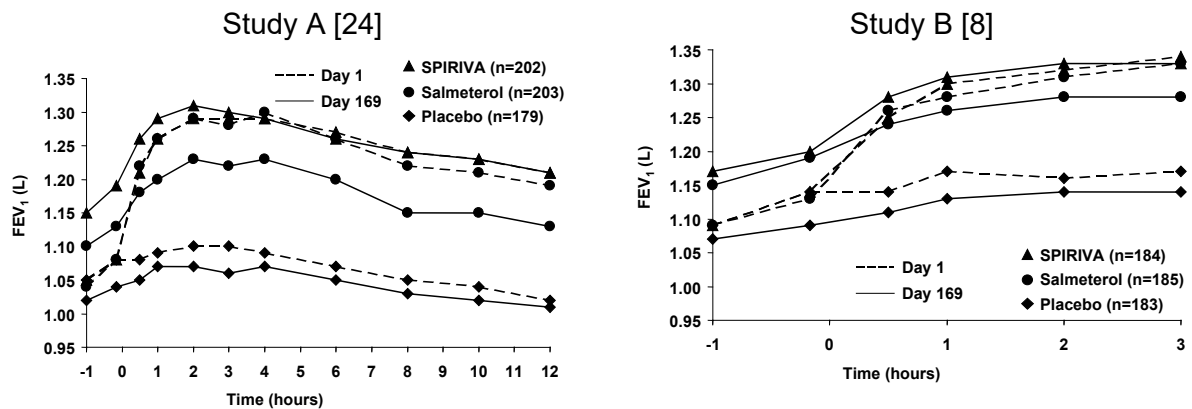 Study A [24]
1.35
1.30
1.25
1.20
1.15
1.10
1.05
1.00
0.95
FEV1 (L)
Day 1
Day 169
SPIRIVA (n=202)
Salmeterol (n=203)
Placebo (n=179)
-1 0 1 2 3 4 6 8 10 11 12
Time (hours)
Study B [8]
1.35
1.30
1.25
1.20
1.15
1.10
1.05
1.00
0.95
FEV1 (L)
Day 1
Day 169
SPIRIVA (n=184)
Salmeterol (n=185)
Placebo (n=183)
-1 0 1 2 3
Time (hours)